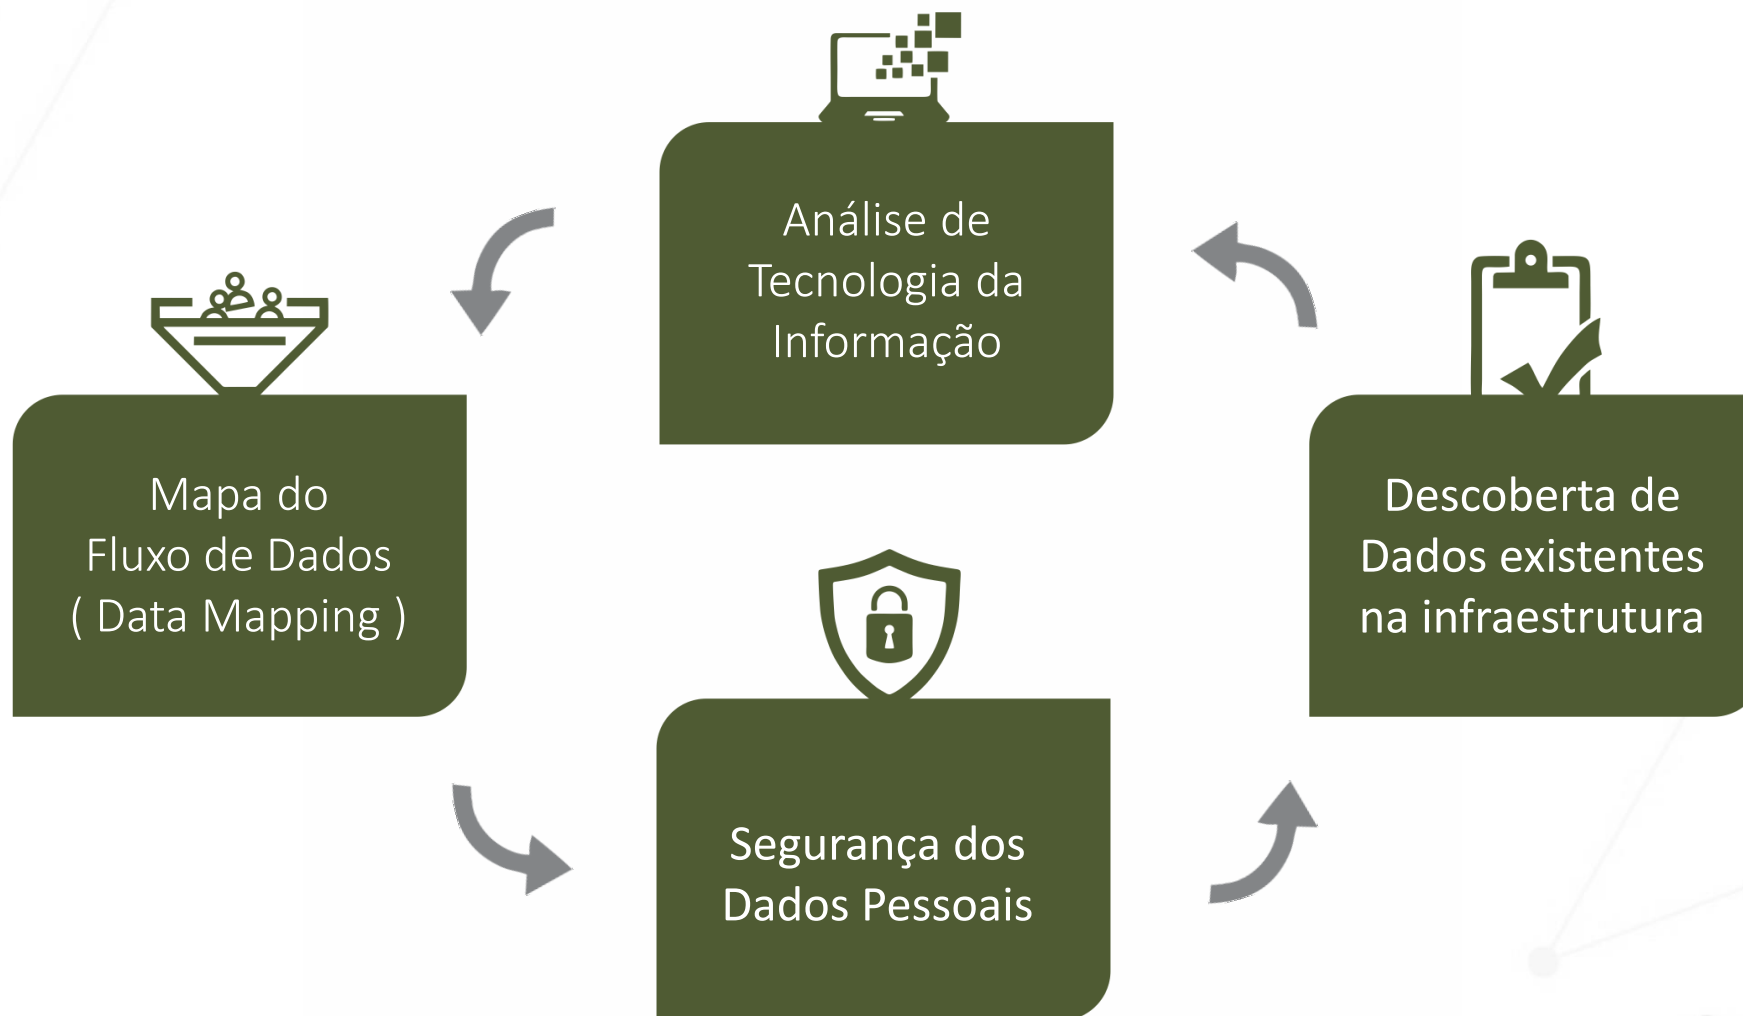 Análise de
Tecnologia da
Informação
Mapa do
Fluxo de Dados
( Data Mapping )
Descoberta de
Dados existentes
na infraestrutura
Segurança dos
Dados Pessoais